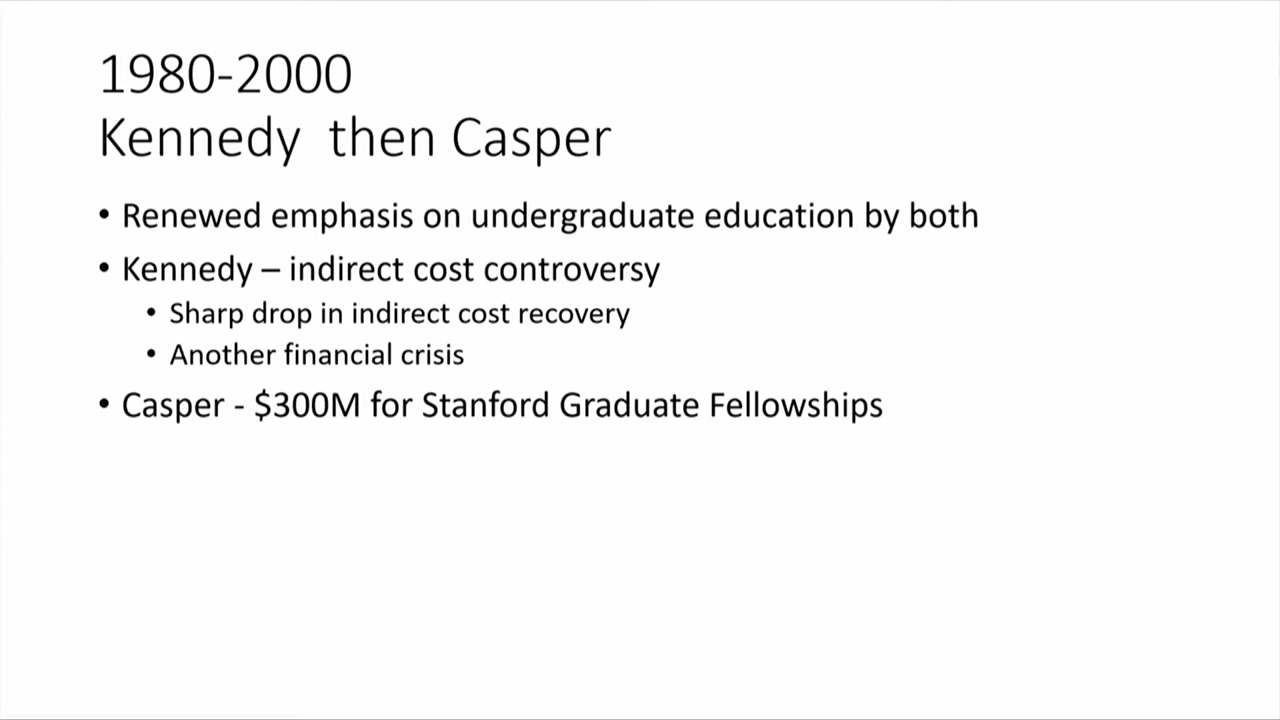 1980-2000
Kennedy then Casper
• Renewed emphasis on undergraduate education by both
• Kennedy – indirect cost controversy
• Sharp drop in indirect cost recovery
• Another financial crisis
• Casper - $300M for Stanford Graduate Fellowships